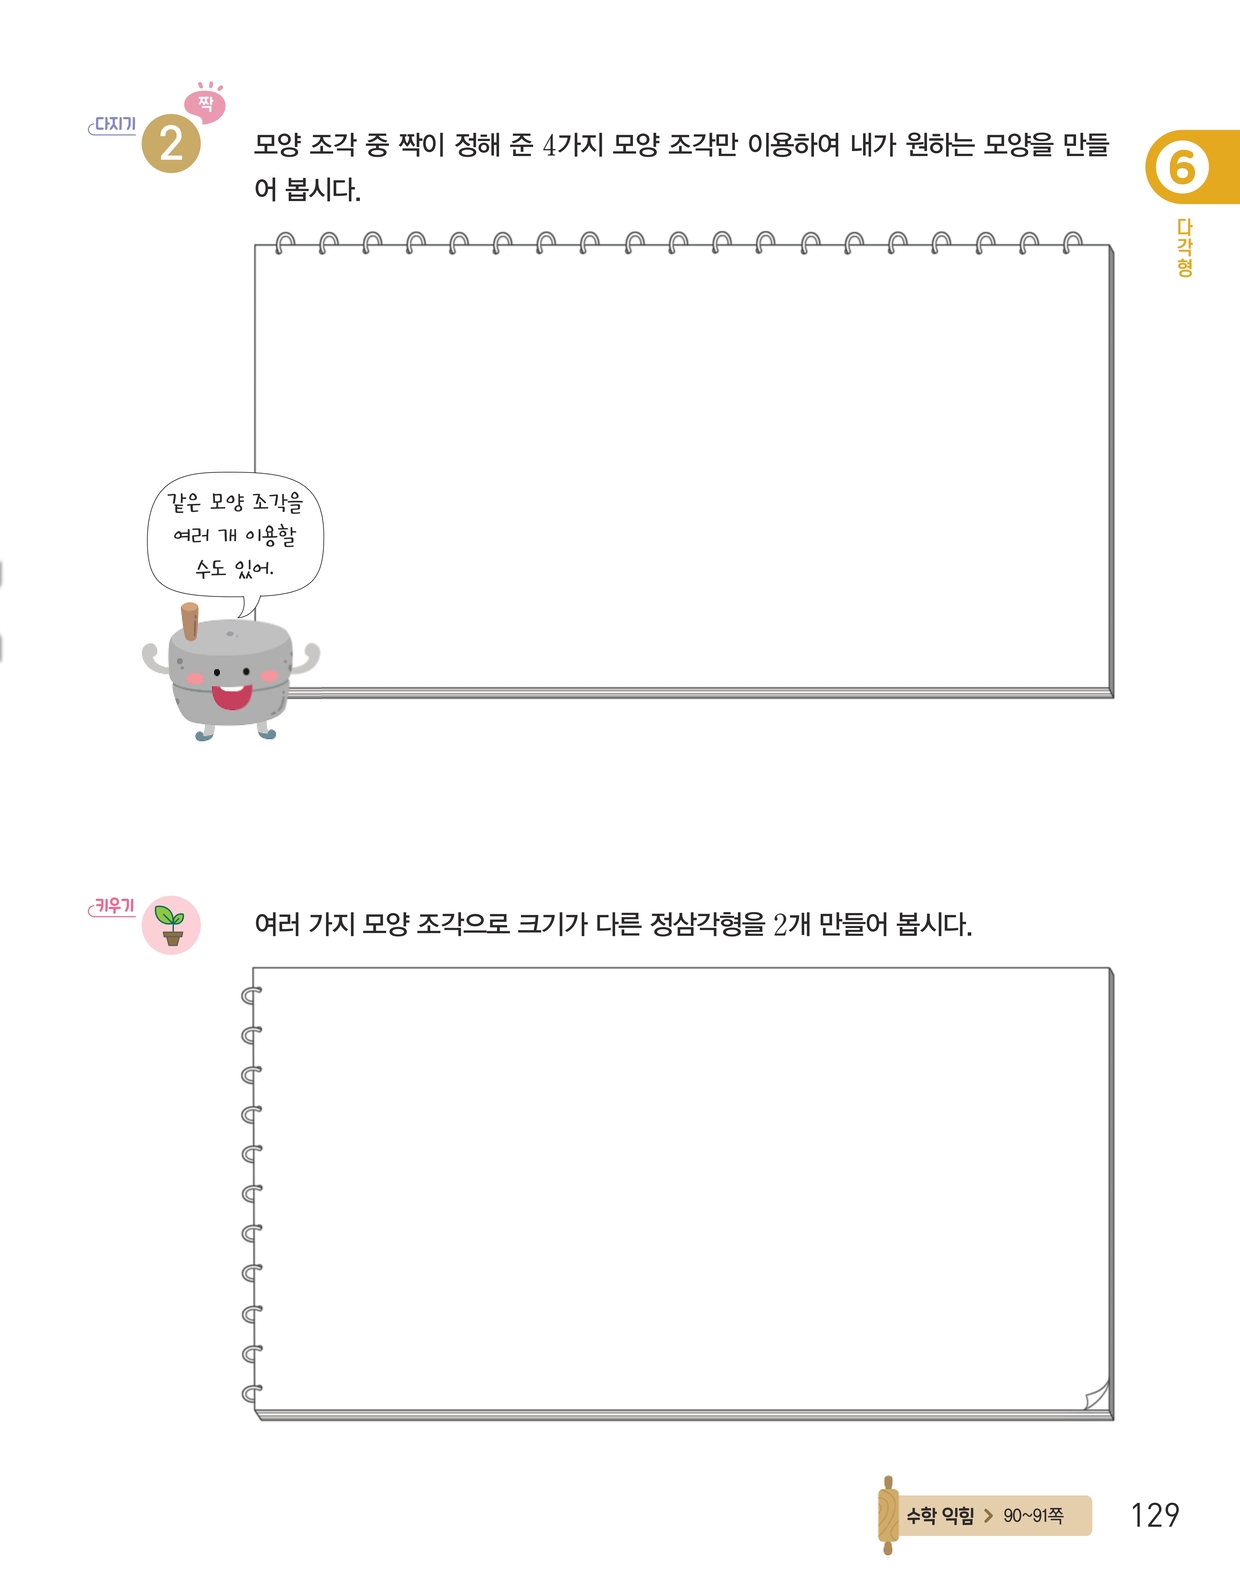 짝
다지기
2
모양 조각 중 짝이 정해 준 4가지 모양 조각만 이용하여 내가 원하는 모양을 만들
어 봅시다.
6
다각형
같은 모양 조각을
여러 개 이용할
수도 있어.
키우기
여러 가지 모양 조각으로 크기가 다른 정삼각형을 2개 만들어 봅시다.
수학 익힘 > 90~91쪽
129